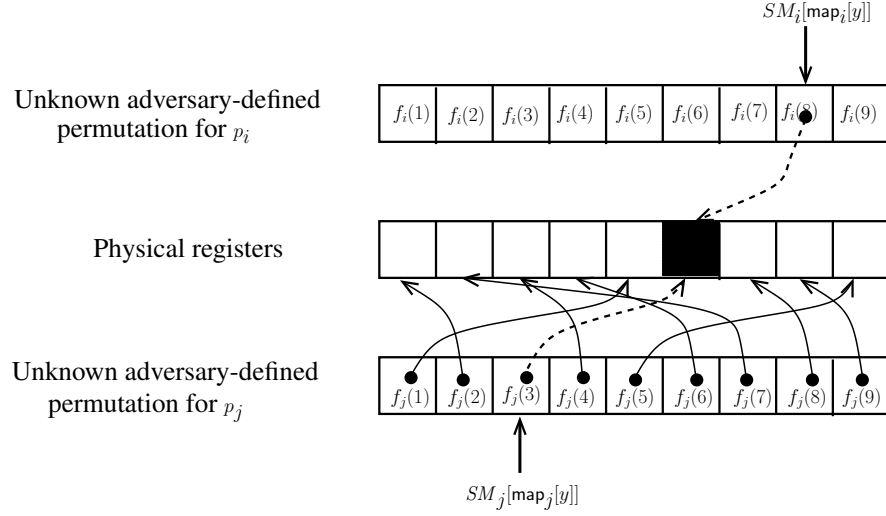 SM_i[map_i[y]]
Unknown adversary-defined
permutation for p_i
f_i(1) f_i(2) f_i(3) f_i(4) f_i(5) f_i(6) f_i(7) f_i(8) f_i(9)
Physical registers
Unknown adversary-defined
permutation for p_j
f_j(1) f_j(2) f_j(3) f_j(4) f_j(5) f_j(6) f_j(7) f_j(8) f_j(9)
SM_j[map_j[y]]